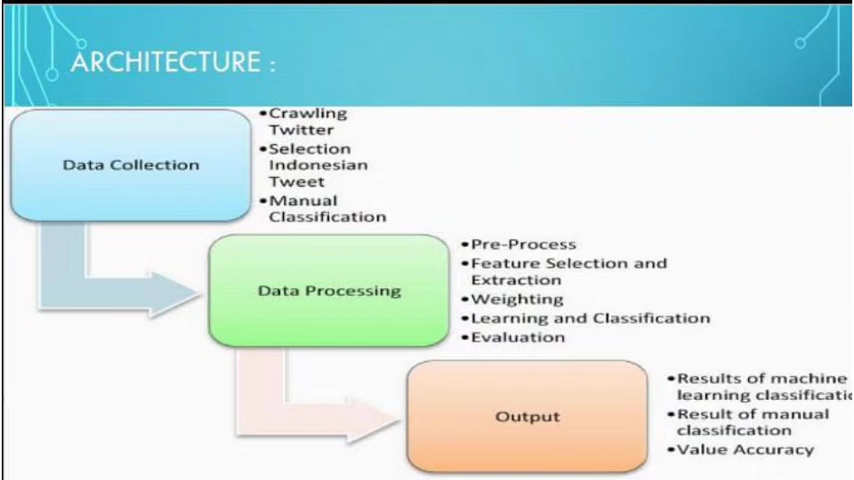 ARCHITECTURE :
Data Collection
•Crawling
Twitter
•Selection
Indonesian
Tweet
•Manual
Classification
Data Processing
•Pre-Process
•Feature Selection and
Extraction
•Weighting
•Learning and Classification
•Evaluation
Output
•Results of machine
learning
•Result of manual
classification
•Value Accuracy